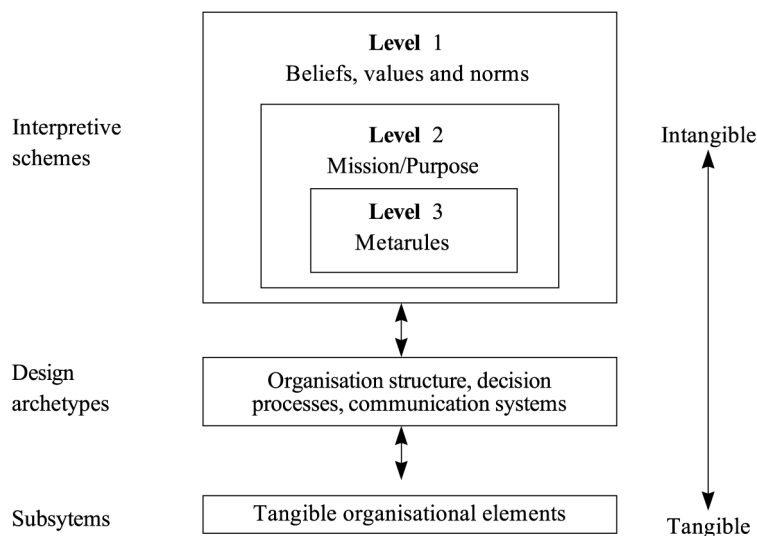 Level 1
Beliefs, values and norms
Interpretive
schemes
Level 2
Mission/Purpose
Level 3
Metarules
Intangible
Design
archetypes
Organisation structure, decision
processes, communication systems
Subsytems
Tangible organisational elements
Tangible